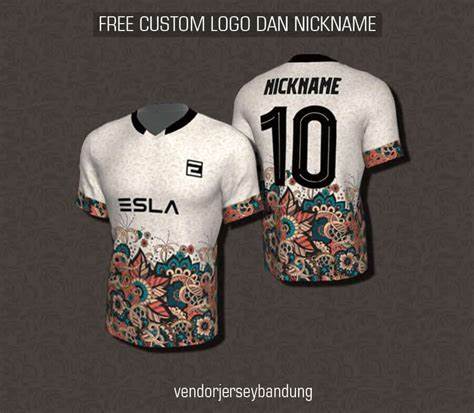 FREE CUSTOM LOGO DAN NICKNAME
NICKNAME
10
ESLA
vendorjerseybandung